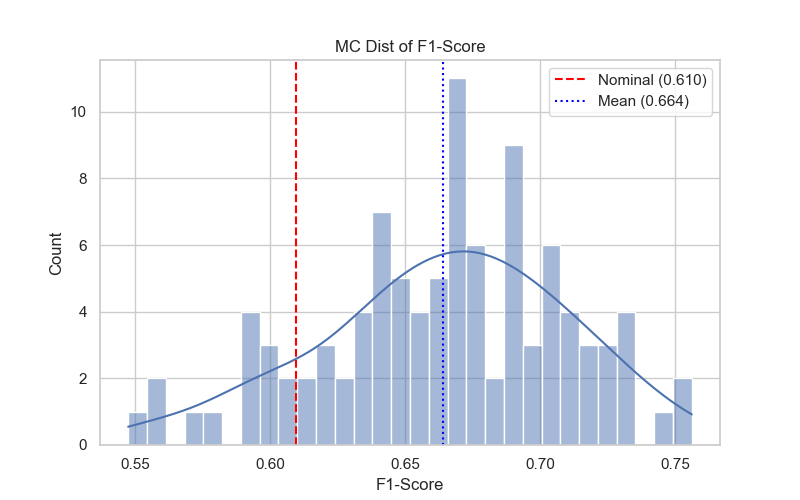 MC Dist of F1-Score
Nominal (0.610)
Mean (0.664)
10
8
6
4
2
0
Count
0.55 0.60 0.65 0.70 0.75
F1-Score